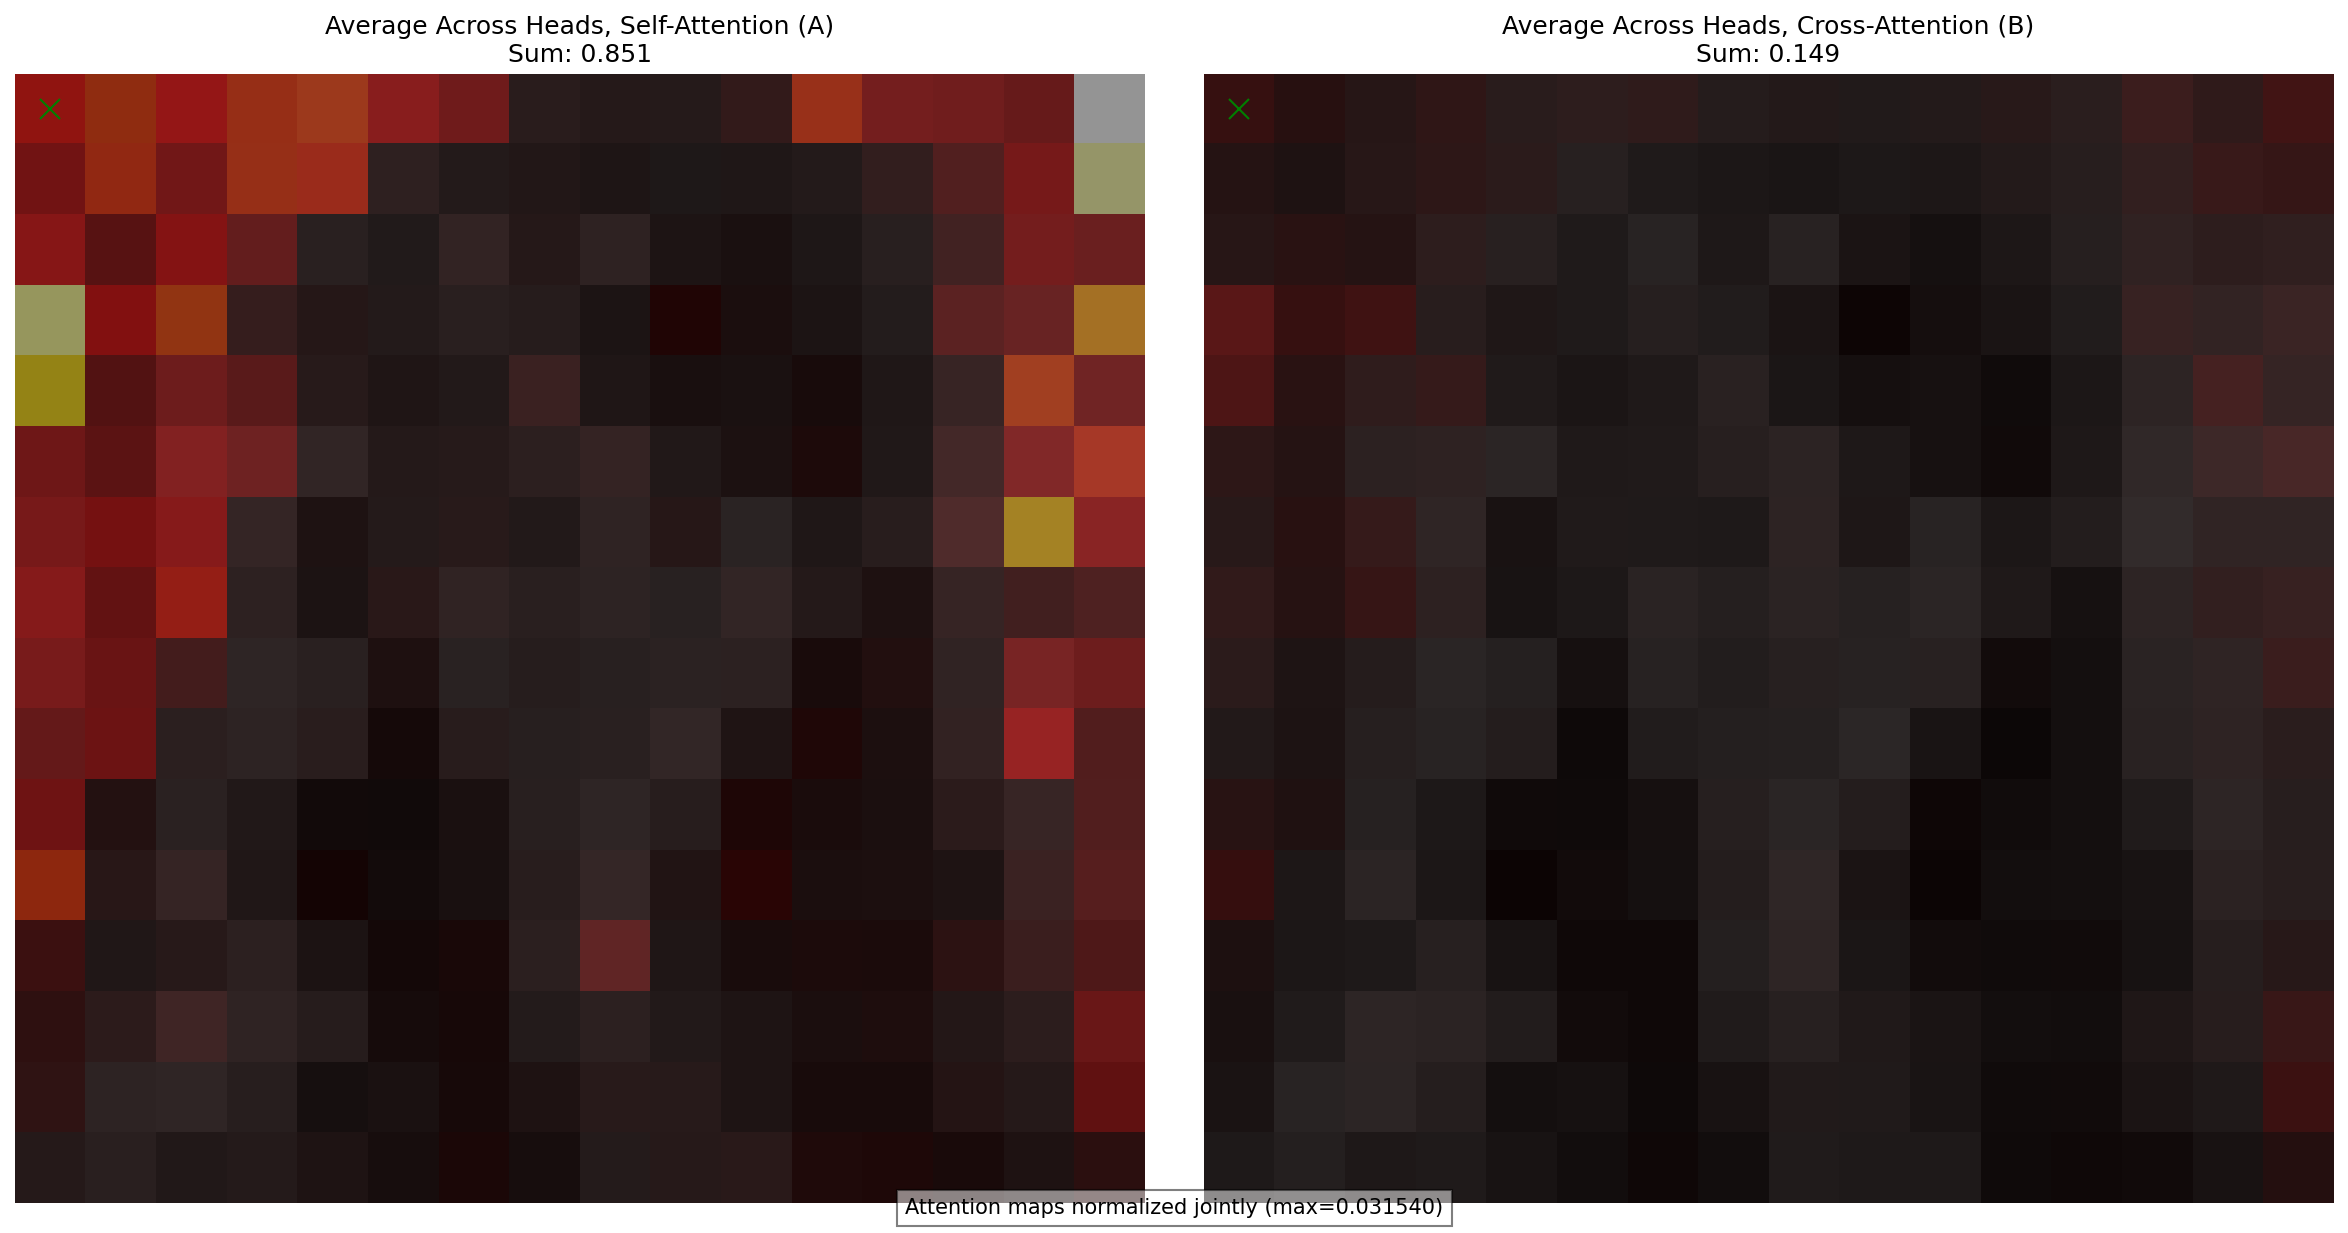 Average Across Heads, Self-Attention (A)
Sum: 0.851
Average Across Heads, Cross-Attention (B)
Sum: 0.149
Attention maps normalized jointly (max=0.031540)